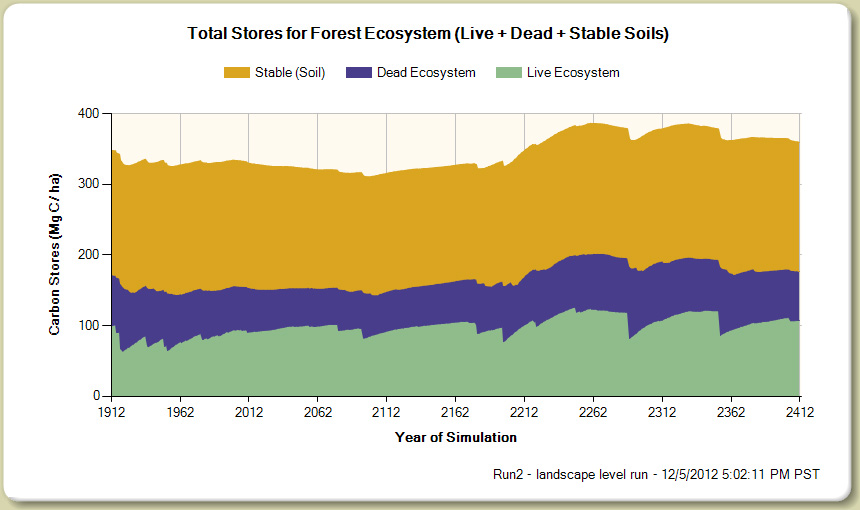 Total Stores for Forest Ecosystem (Live + Dead + Stable Soils)
Stable (Soil) Dead Ecosystem Live Ecosystem
Carbon Stores (Mg C / ha)
400
300
200
100
0
1912 1962 2012 2062 2112 2162 2212 2262 2312 2362 2412
Year of Simulation
Run2 - landscape level run - 12/5/2012 5:02:11 PM PST